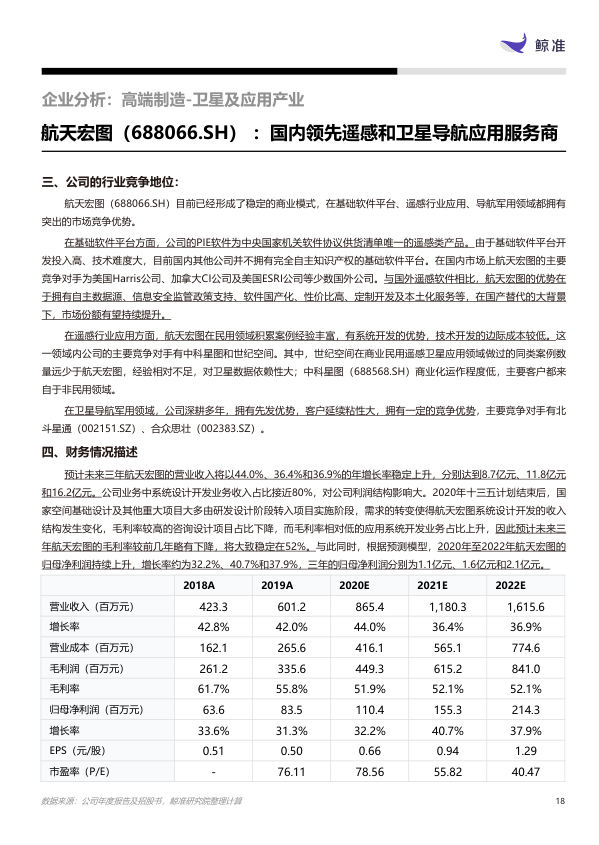 鲸准
企业分析：高端制造-卫星及应用产业
航天宏图（688066.SH）：国内领先遥感和卫星导航应用服务商
三、公司的行业竞争地位：
航天宏图（688066.SH）目前已经形成了稳定的商业模式，在基础软件平台、遥感行业应用、导航军用领域都拥有
突出的市场竞争优势。
在基础软件平台方面，公司的PIE软件为中央国家机关软件协议供货清单唯一的遥感类产品。由于基础软件平台开
发投入高、技术难度大，目前国内其他公司并不拥有完全自主知识产权的基础软件平台。在国内市场上航天宏图的主要
竞争对手为美国Harris公司、加拿大CI公司及美国ESRI公司等少数国外公司。与国外遥感软件相比，航天宏图的优势在
于拥有自主数据源、信息安全监管政策支持、软件国产化、性价比高、定制开发及本土化服务等，在国产替代的大背景
下，市场份额有望持续提升。
在遥感行业应用方面，航天宏图在民用领域积累案例经验丰富，有系统开发的优势，技术开发的边际成本较低。这
一领域内公司的主要竞争对手有中科星图和世纪空间。其中，世纪空间在商业民用遥感卫星应用领域做过的同类案例数
量远少于航天宏图，经验相对不足，对卫星数据依赖性大；中科星图（688568.SH）商业化运作程度低，主要客户都来
自于非民用领域。
在卫星导航军用领域，公司深耕多年，拥有先发优势，客户延续粘性大，拥有一定的竞争优势，主要竞争对手有北
斗星通（002151.SZ）、合众思壮（002383.SZ）。
四、财务情况描述
预计未来三年航天宏图的营业收入将以44.0%、36.4%和36.9%的年增长率稳定上升，分别达到8.7亿元、11.8亿元
和16.2亿元。公司业务中系统设计开发业务收入占比接近80%，对公司利润结构影响大。2020年十三五计划结束后，国
家空间基础设计及其他重大项目大多由研发设计阶段转入项目实施阶段，需求的转变使得航天宏图系统设计开发的收入
结构发生变化，毛利率较高的咨询设计项目占比下降，而毛利率相对低的应用系统开发业务占比上升，因此预计未来三
年航天宏图的毛利率较前几年略有下降，将大致稳定在52%。与此同时，根据预测模型，2020年至2022年航天宏图的
归母净利润持续上升，增长率约为32.2%、40.7%和37.9%，三年的归母净利润分别为1.1亿元、1.6亿元和2.1亿元。
2018A 2019A 2020E 2021E 2022E
营业收入（百万元） 423.3 601.2 865.4 1,180.3 1,615.6
增长率 42.8% 42.0% 44.0% 36.4% 36.9%
营业成本（百万元） 162.1 265.6 416.1 565.1 774.6
毛利润（百万元） 261.2 335.6 449.3 615.2 841.0
毛利率 61.7% 55.8% 51.9% 52.1% 52.1%
归母净利润（百万元） 63.6 83.5 110.4 155.3 214.3
增长率 33.6% 31.3% 32.2% 40.7% 37.9%
EPS（元/股） 0.51 0.50 0.66 0.94 1.29
市盈率（P/E） - 76.11 78.56 55.82 40.47
数据来源：公司年度报告及招股书，鲸准研究院整理计算
18